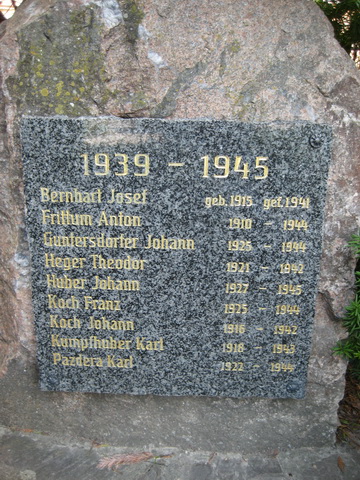 1939 – 1945
Bernhart Josef geb. 1915 gef. 1941
Frithum Anton 1910 – 1944
Guntersdorfer Johann 1925 – 1944
Heger Theodor 1921 – 1942
Huber Johann 1927 – 1945
Koch Franz 1925 – 1944
Koch Johann 1916 – 1942
Kumpfhuber Karl 1918 – 1943
Pazdera Karl 1922 – 1944